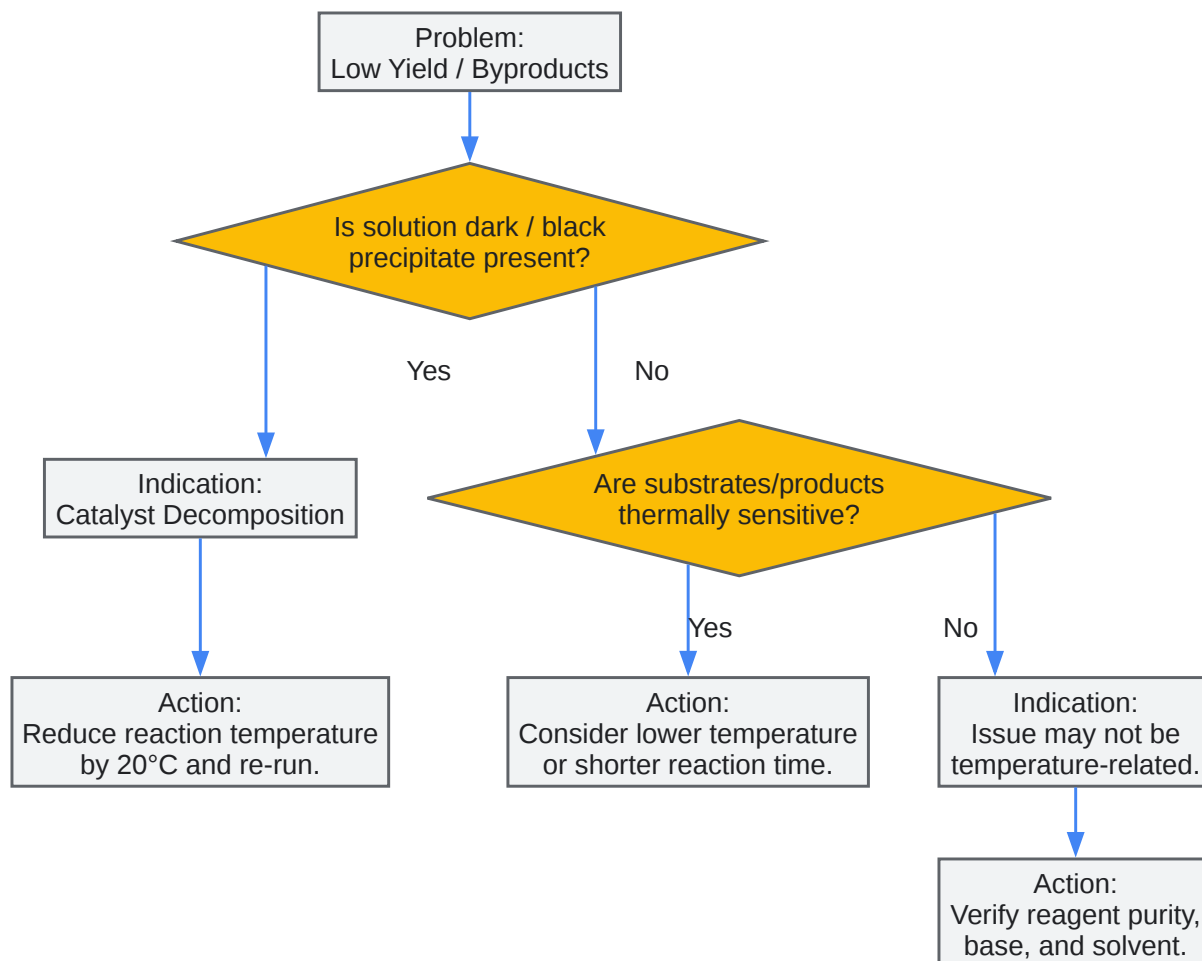 Problem:
Low Yield / Byproducts
Is solution dark / black
precipitate present?
Yes
No
Indication:
Catalyst Decomposition
Are substrates/products
thermally sensitive?
Yes
No
Action:
Reduce reaction temperature
by 20°C and re-run.
Action:
Consider lower temperature
or shorter reaction time.
Indication:
Issue may not be
temperature-related.
Action:
Verify reagent purity,
base, and solvent.